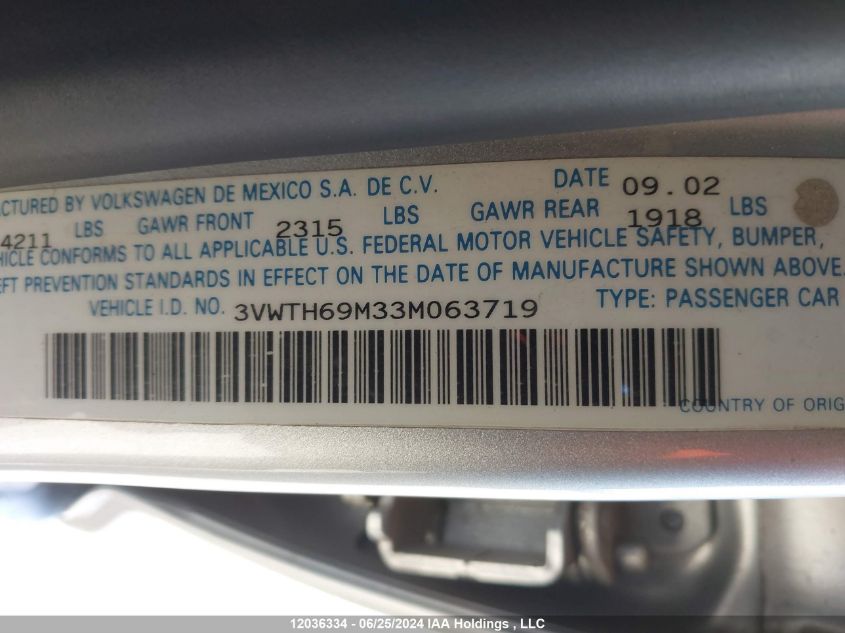 ACTURED BY VOLKSWAGEN DE MEXICO S.A. DE C.V. DATE 09.02
4211 LBS GAWR FRONT 2315 LBS GAWR REAR 1918 LBS
HICLE CONFORMS TO ALL APPLICABLE U.S. FEDERAL MOTOR VEHICLE SAFETY, BUMPER,
EFT PREVENTION STANDARDS IN EFFECT ON THE DATE OF MANUFACTURE SHOWN ABOVE.
VEHICLE I.D. NO. 3VWTH69M33M063719 TYPE: PASSENGER CAR
COUNTRY OF ORIG
12036334 - 06/25/2024 IAA Holdings , LLC